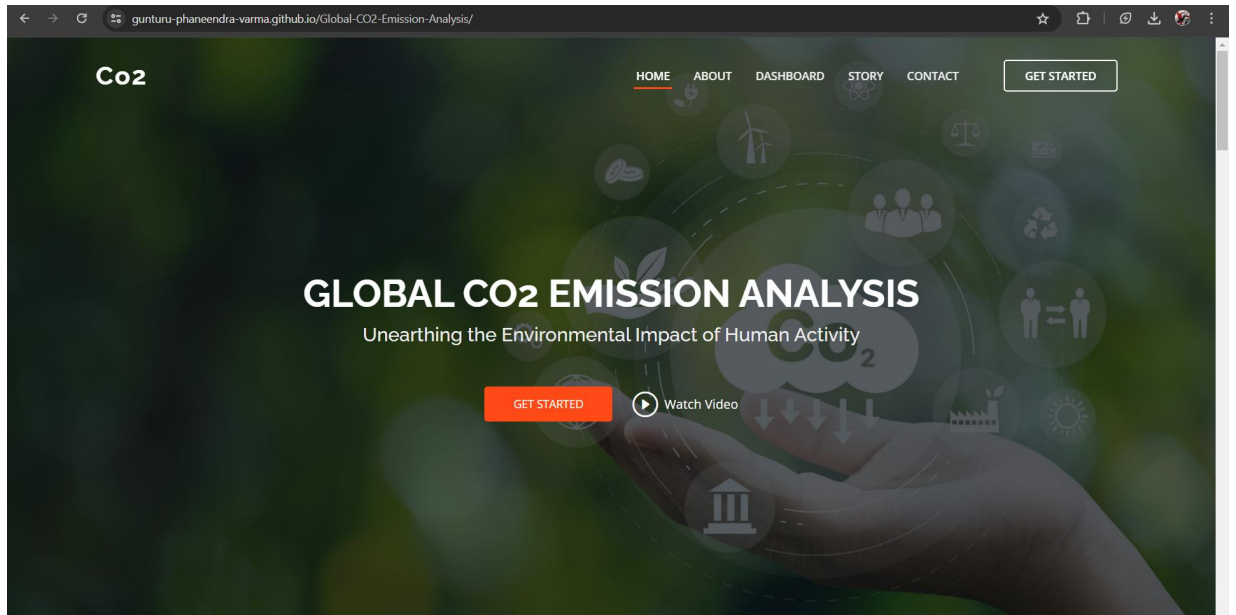 gunturu-phaneendra-varma.github.io/Global-CO2-Emission-Analysis/
Co2
HOME ABOUT DASHBOARD STORY CONTACT GET STARTED
GLOBAL CO2 EMISSION ANALYSIS
Unearthing the Environmental Impact of Human Activity
Co2
GET STARTED Watch Video